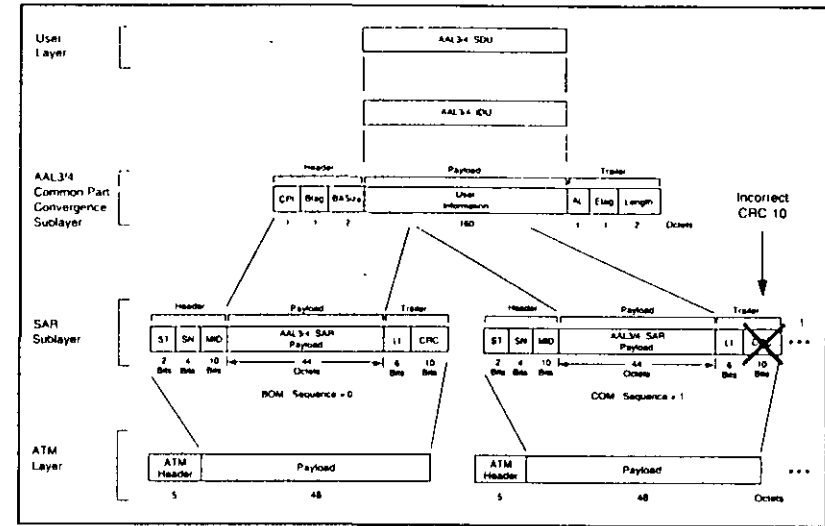 User
Layer
AAL3/4 SDU
AAL3/4 IDU
Header
Payload
Trailer
AAL3/4
Common Part
Convergence
Sublayer
CPI Btag BASize
User
Information
AL Etag Length
1 1 2
160
1 1 2
Octets
Incorrect
CRC 10
SAR
Sublayer
Header
Payload
Trailer
ST SN MID
AAL3/4 SAR
Payload
LI CRC
2 4 10
Bits Bits Bits
44
Octets
6 10
Bits Bits
BOM Sequence = 0
Header
Payload
Trailer
1
ST SN MID
AAL3/4 SAR
Payload
LI
2 4 10
Bits Bits Bits
44
Octets
6 10
Bits Bits
COM Sequence = 1
ATM
Layer
ATM
Header
Payload
5
48
ATM
Header
Payload
5
48
Octets